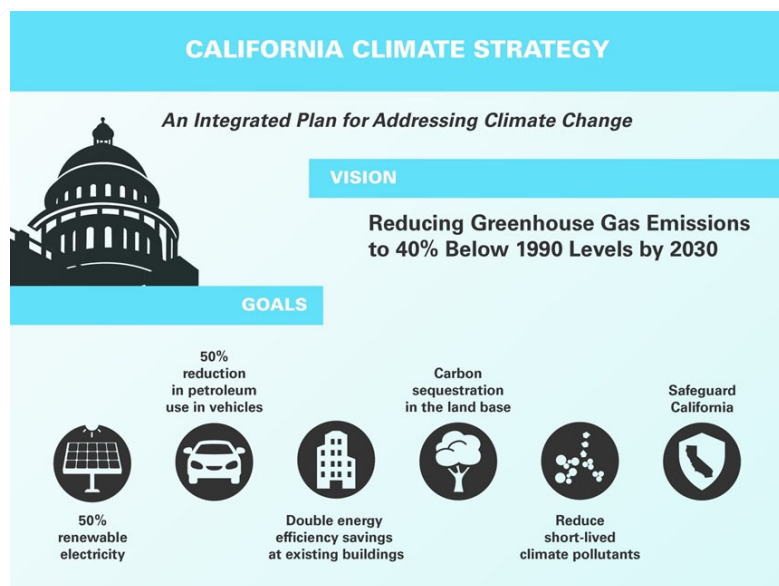 CALIFORNIA CLIMATE STRATEGY
An Integrated Plan for Addressing Climate Change
VISION
Reducing Greenhouse Gas Emissions
to 40% Below 1990 Levels by 2030
GOALS
50%
renewable
electricity
50%
reduction
in petroleum
use in vehicles
Double energy
efficiency savings
at existing buildings
Carbon
sequestration
in the land base
Reduce
short-lived
climate pollutants
Safeguard
California